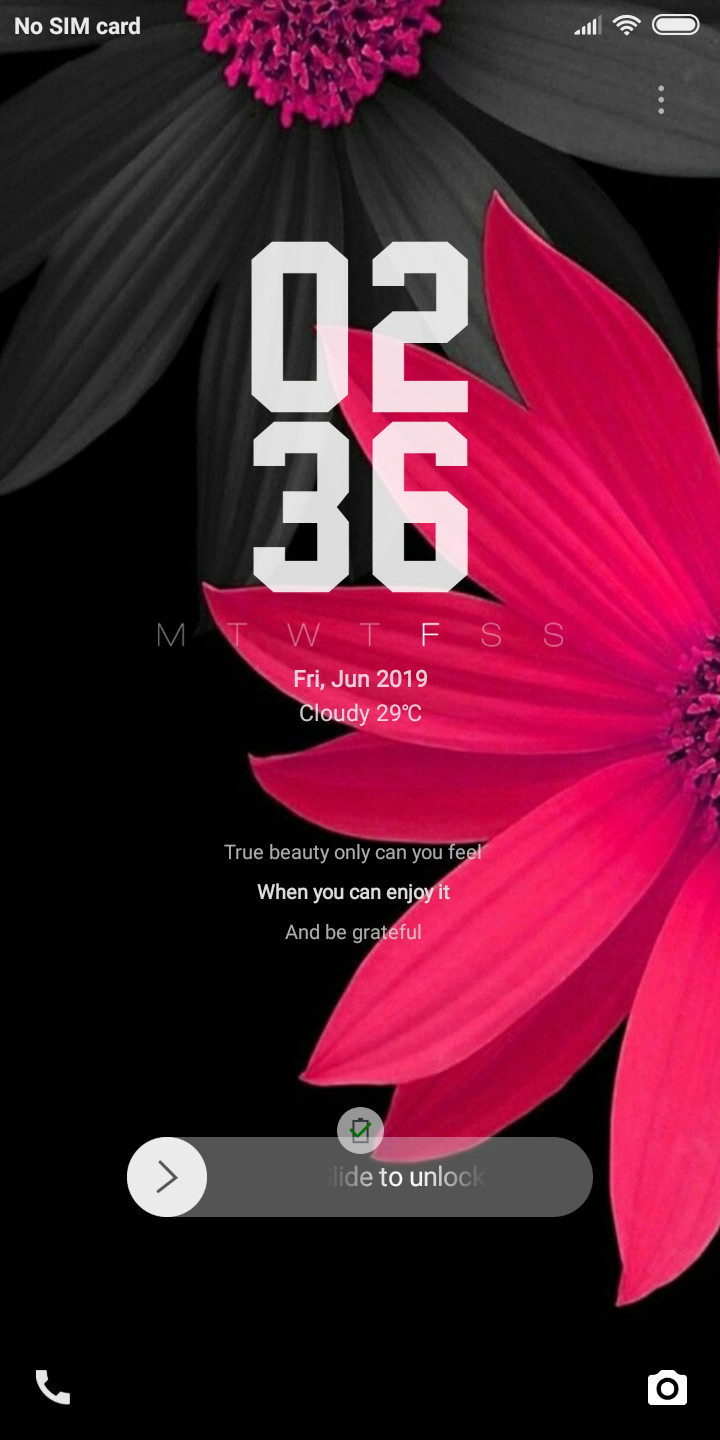 No SIM card
02
36
M T W T F S S
Fri, Jun 2019
Cloudy 29℃
True beauty only can you feel
When you can enjoy it
And be grateful
Slide to unlock